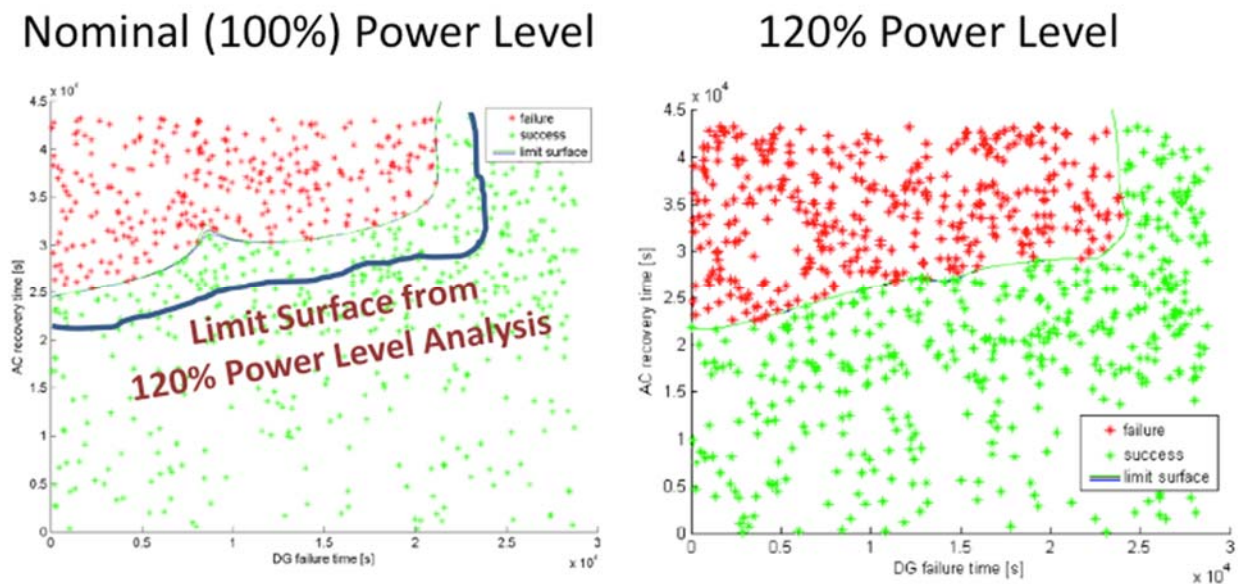 Nominal (100%) Power Level
120% Power Level
x 10⁴
4.5
4
3.5
3
2.5
2
1.5
1
0.5
0
AC recovery time [s]
failure
success
limit surface
Limit Surface from
120% Power Level Analysis
0 0.5 1 1.5 2 2.5 3
DG failure time [s]
x 10⁴
x 10⁴
4.5
4
3.5
3
2.5
2
1.5
1
0.5
0
AC recovery time [s]
failure
success
limit surface
0 0.5 1 1.5 2 2.5 3
DG failure time [s]
x 10⁴